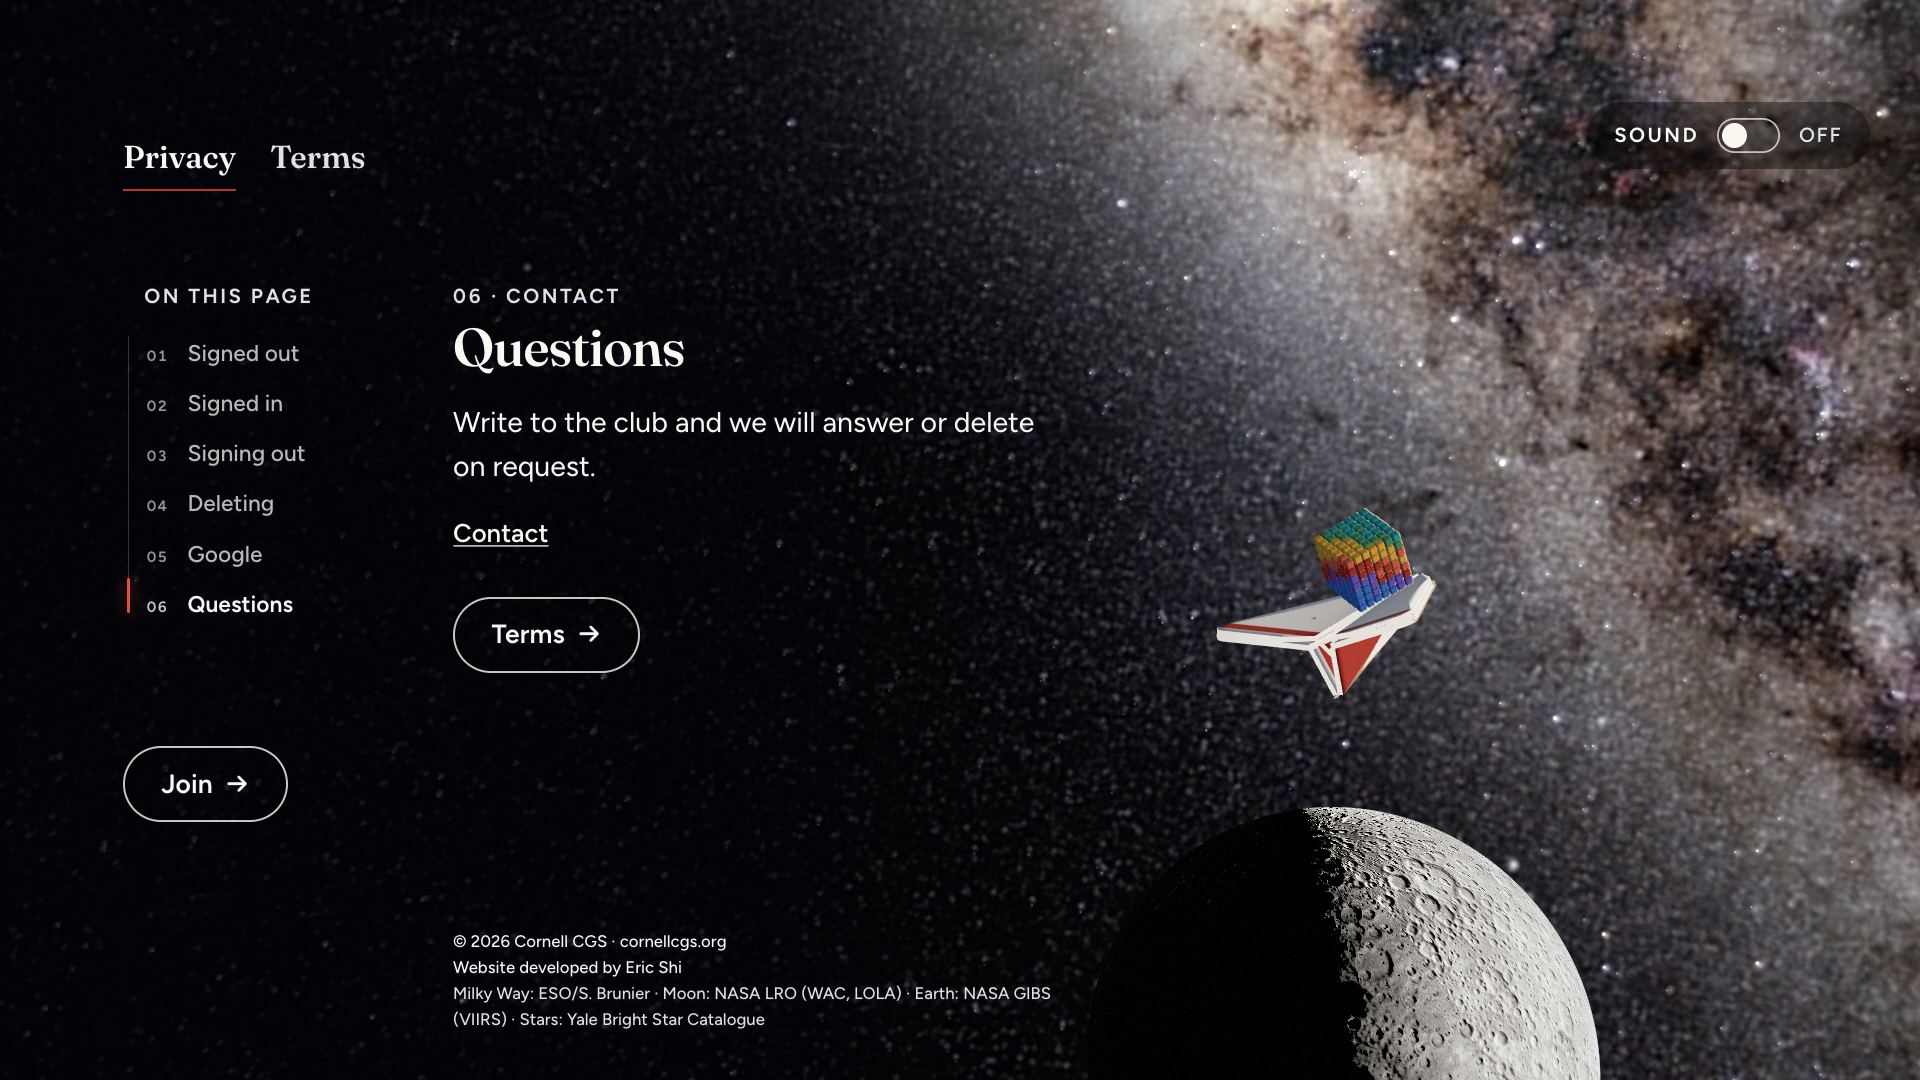 Privacy Terms
SOUND OFF
ON THIS PAGE
01 Signed out
02 Signed in
03 Signing out
04 Deleting
05 Google
06 Questions
Join →
06 · CONTACT
Questions
Write to the club and we will answer or delete
on request.
Contact
Terms →
© 2026 Cornell CGS · cornellcgs.org
Website developed by Eric Shi
Milky Way: ESO/S. Brunier · Moon: NASA LRO (WAC, LOLA) · Earth: NASA GIBS
(VIIRS) · Stars: Yale Bright Star Catalogue